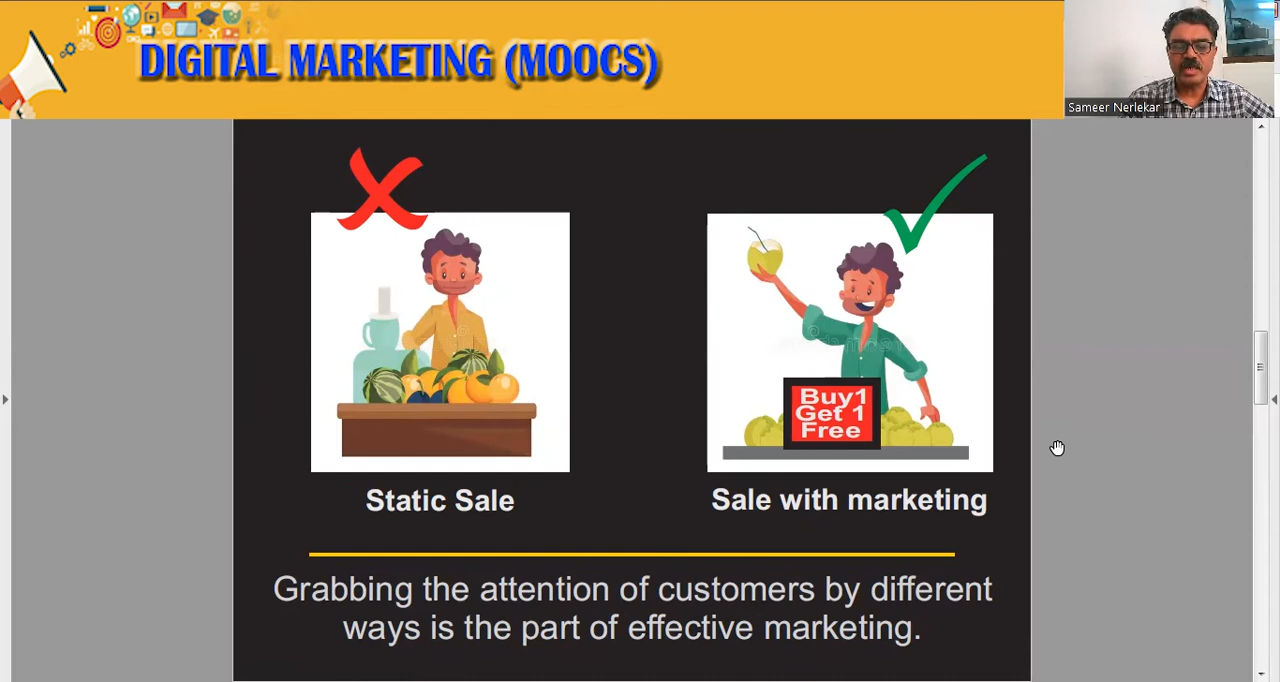 DIGITAL MARKETING (MOOCS)
Sameer Nerlekar
Buy1
Get 1
Free
Static Sale
Sale with marketing
Grabbing the attention of customers by different
ways is the part of effective marketing.